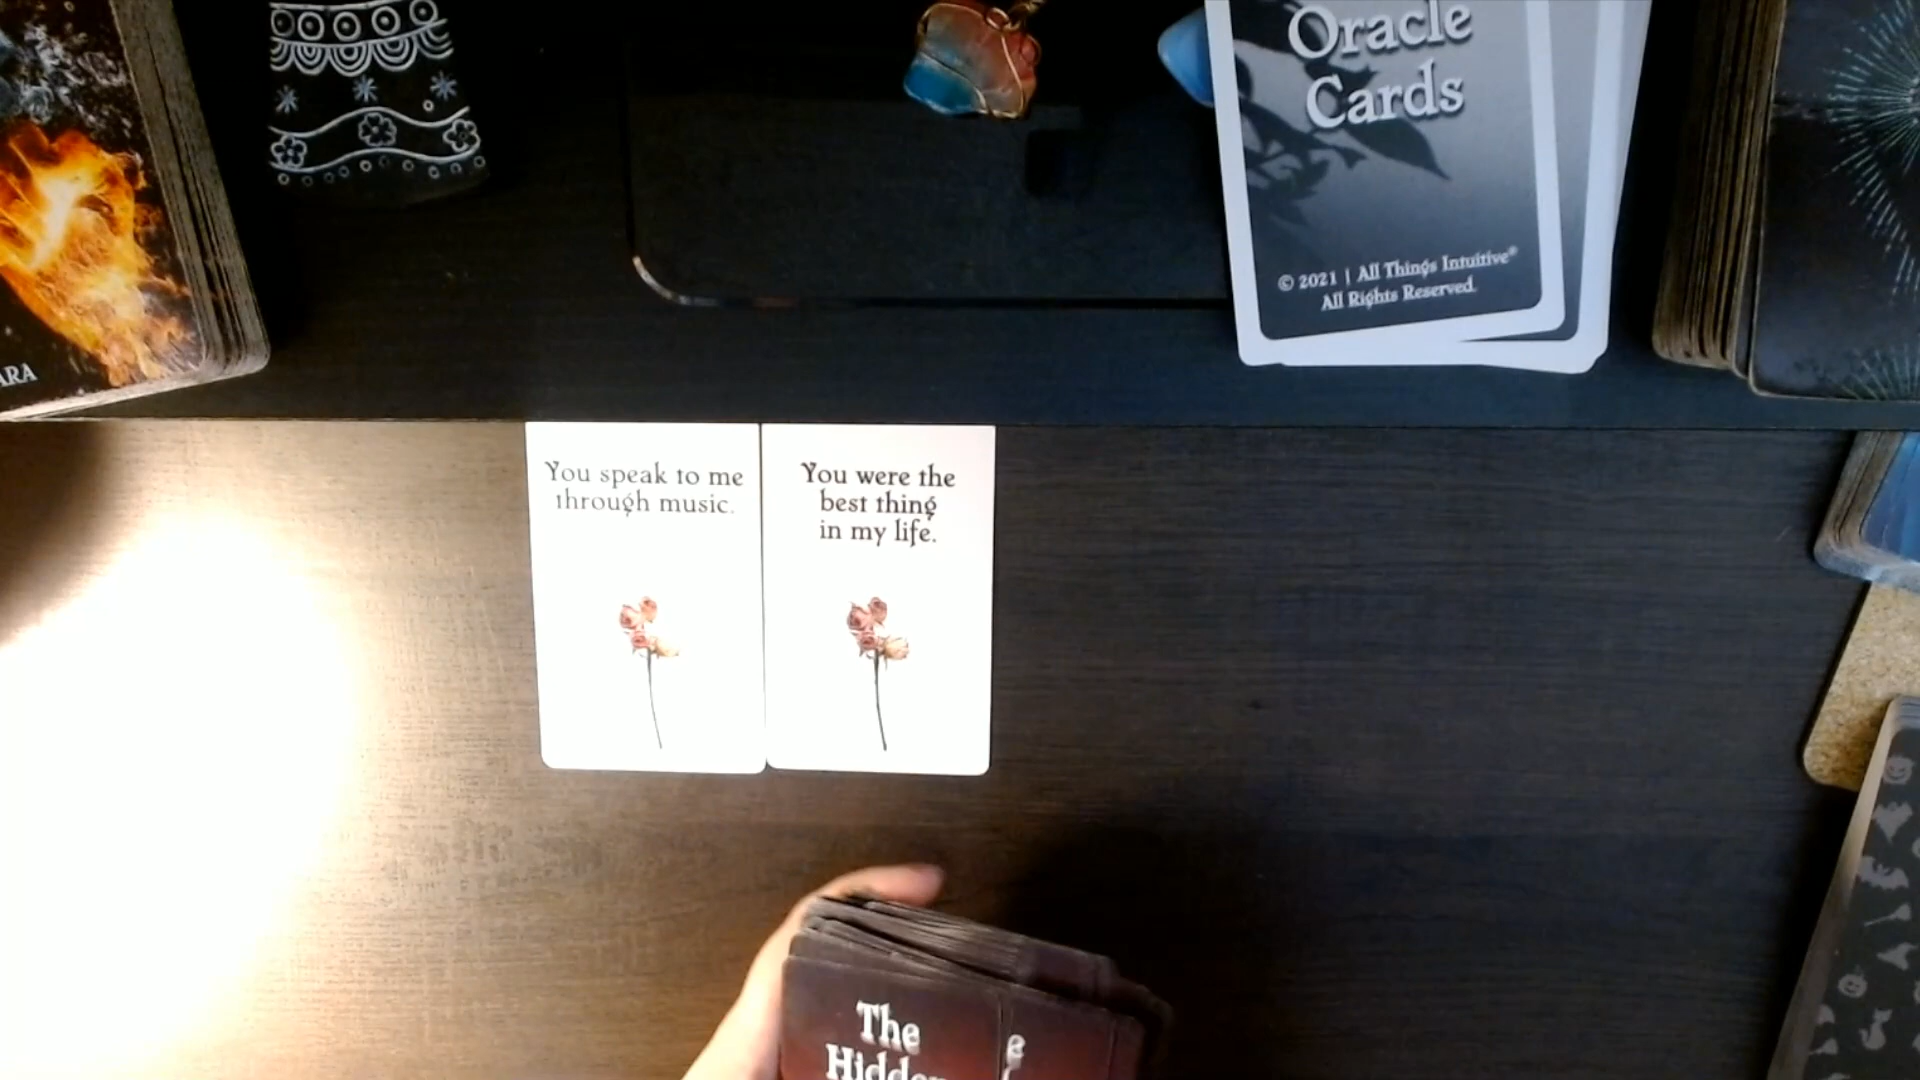 Oracle
Cards
© 2021 | All Things Intuitive®
All Rights Reserved.
You speak to me
through music.
You were the
best thing
in my life.
The